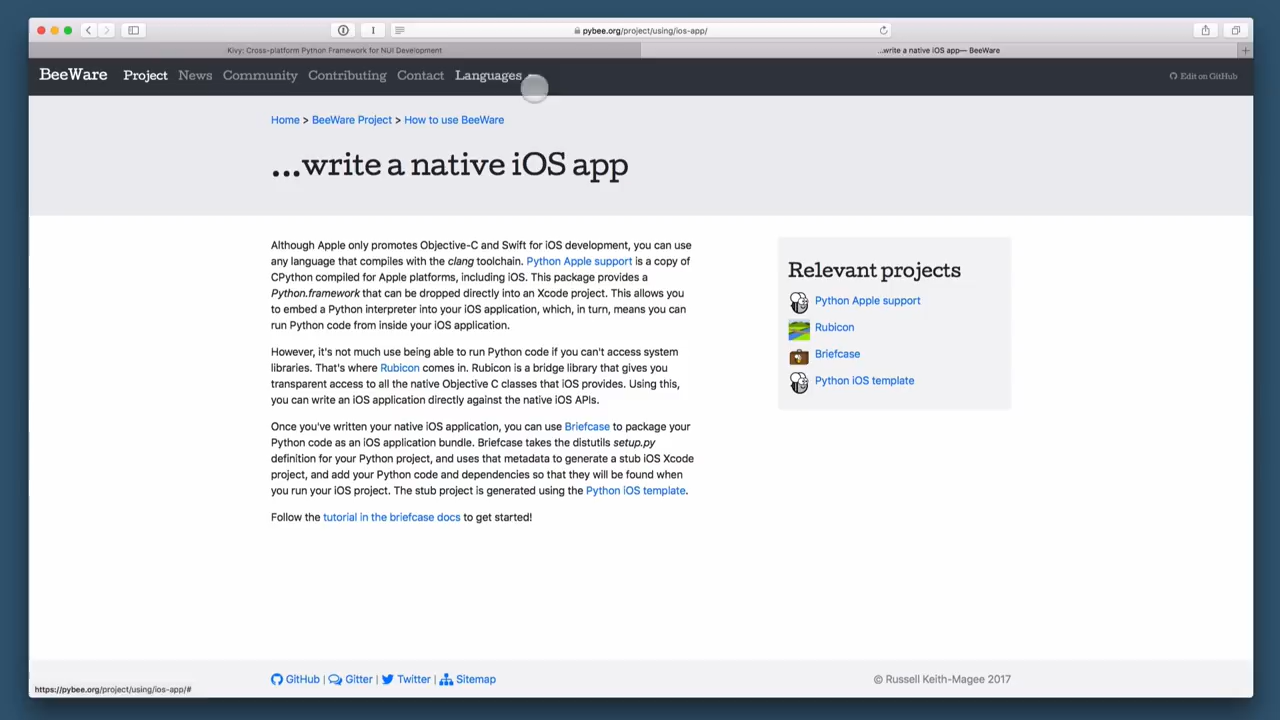 pybee.org/project/using/ios-app/
Kivy: Cross-platform Python Framework for NUI Development
...write a native iOS app— BeeWare
BeeWare Project News Community Contributing Contact Languages
Edit on GitHub
Home > BeeWare Project > How to use BeeWare
...write a native iOS app
Although Apple only promotes Objective-C and Swift for iOS development, you can use
any language that compiles with the clang toolchain. Python Apple support is a copy of
CPython compiled for Apple platforms, including iOS. This package provides a
Python.framework that can be dropped directly into an Xcode project. This allows you
to embed a Python interpreter into your iOS application, which, in turn, means you can
run Python code from inside your iOS application.
However, it's not much use being able to run Python code if you can't access system
libraries. That's where Rubicon comes in. Rubicon is a bridge library that gives you
transparent access to all the native Objective C classes that iOS provides. Using this,
you can write an iOS application directly against the native iOS APIs.
Once you've written your native iOS application, you can use Briefcase to package your
Python code as an iOS application bundle. Briefcase takes the distutils setup.py
definition for your Python project, and uses that metadata to generate a stub iOS Xcode
project, and add your Python code and dependencies so that they will be found when
you run your iOS project. The stub project is generated using the Python iOS template.
Follow the tutorial in the briefcase docs to get started!
Relevant projects
Python Apple support
Rubicon
Briefcase
Python iOS template
GitHub | Gitter | Twitter | Sitemap
© Russell Keith-Magee 2017
https://pybee.org/project/using/ios-app/#